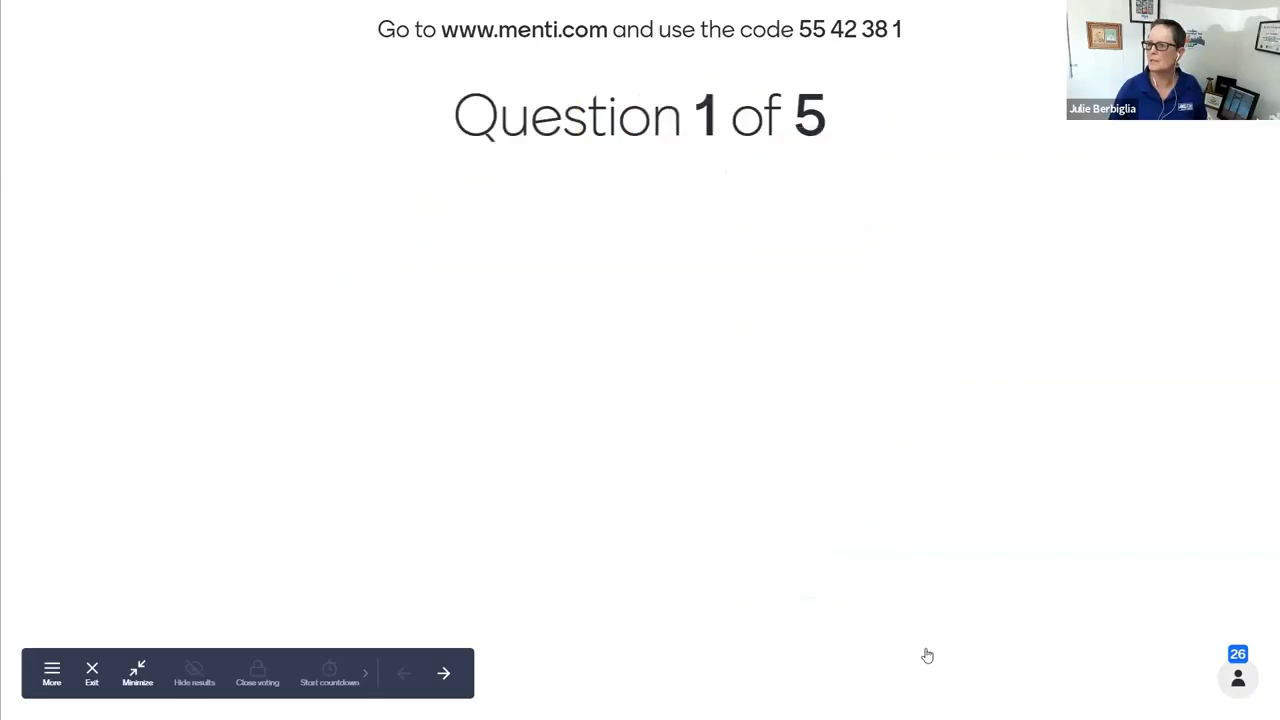 Go to www.menti.com and use the code 55 42 38 1
Question 1 of 5
Julie Berbiglia
More
Exit
Minimize
Hide results
Close voting
Start countdown
26